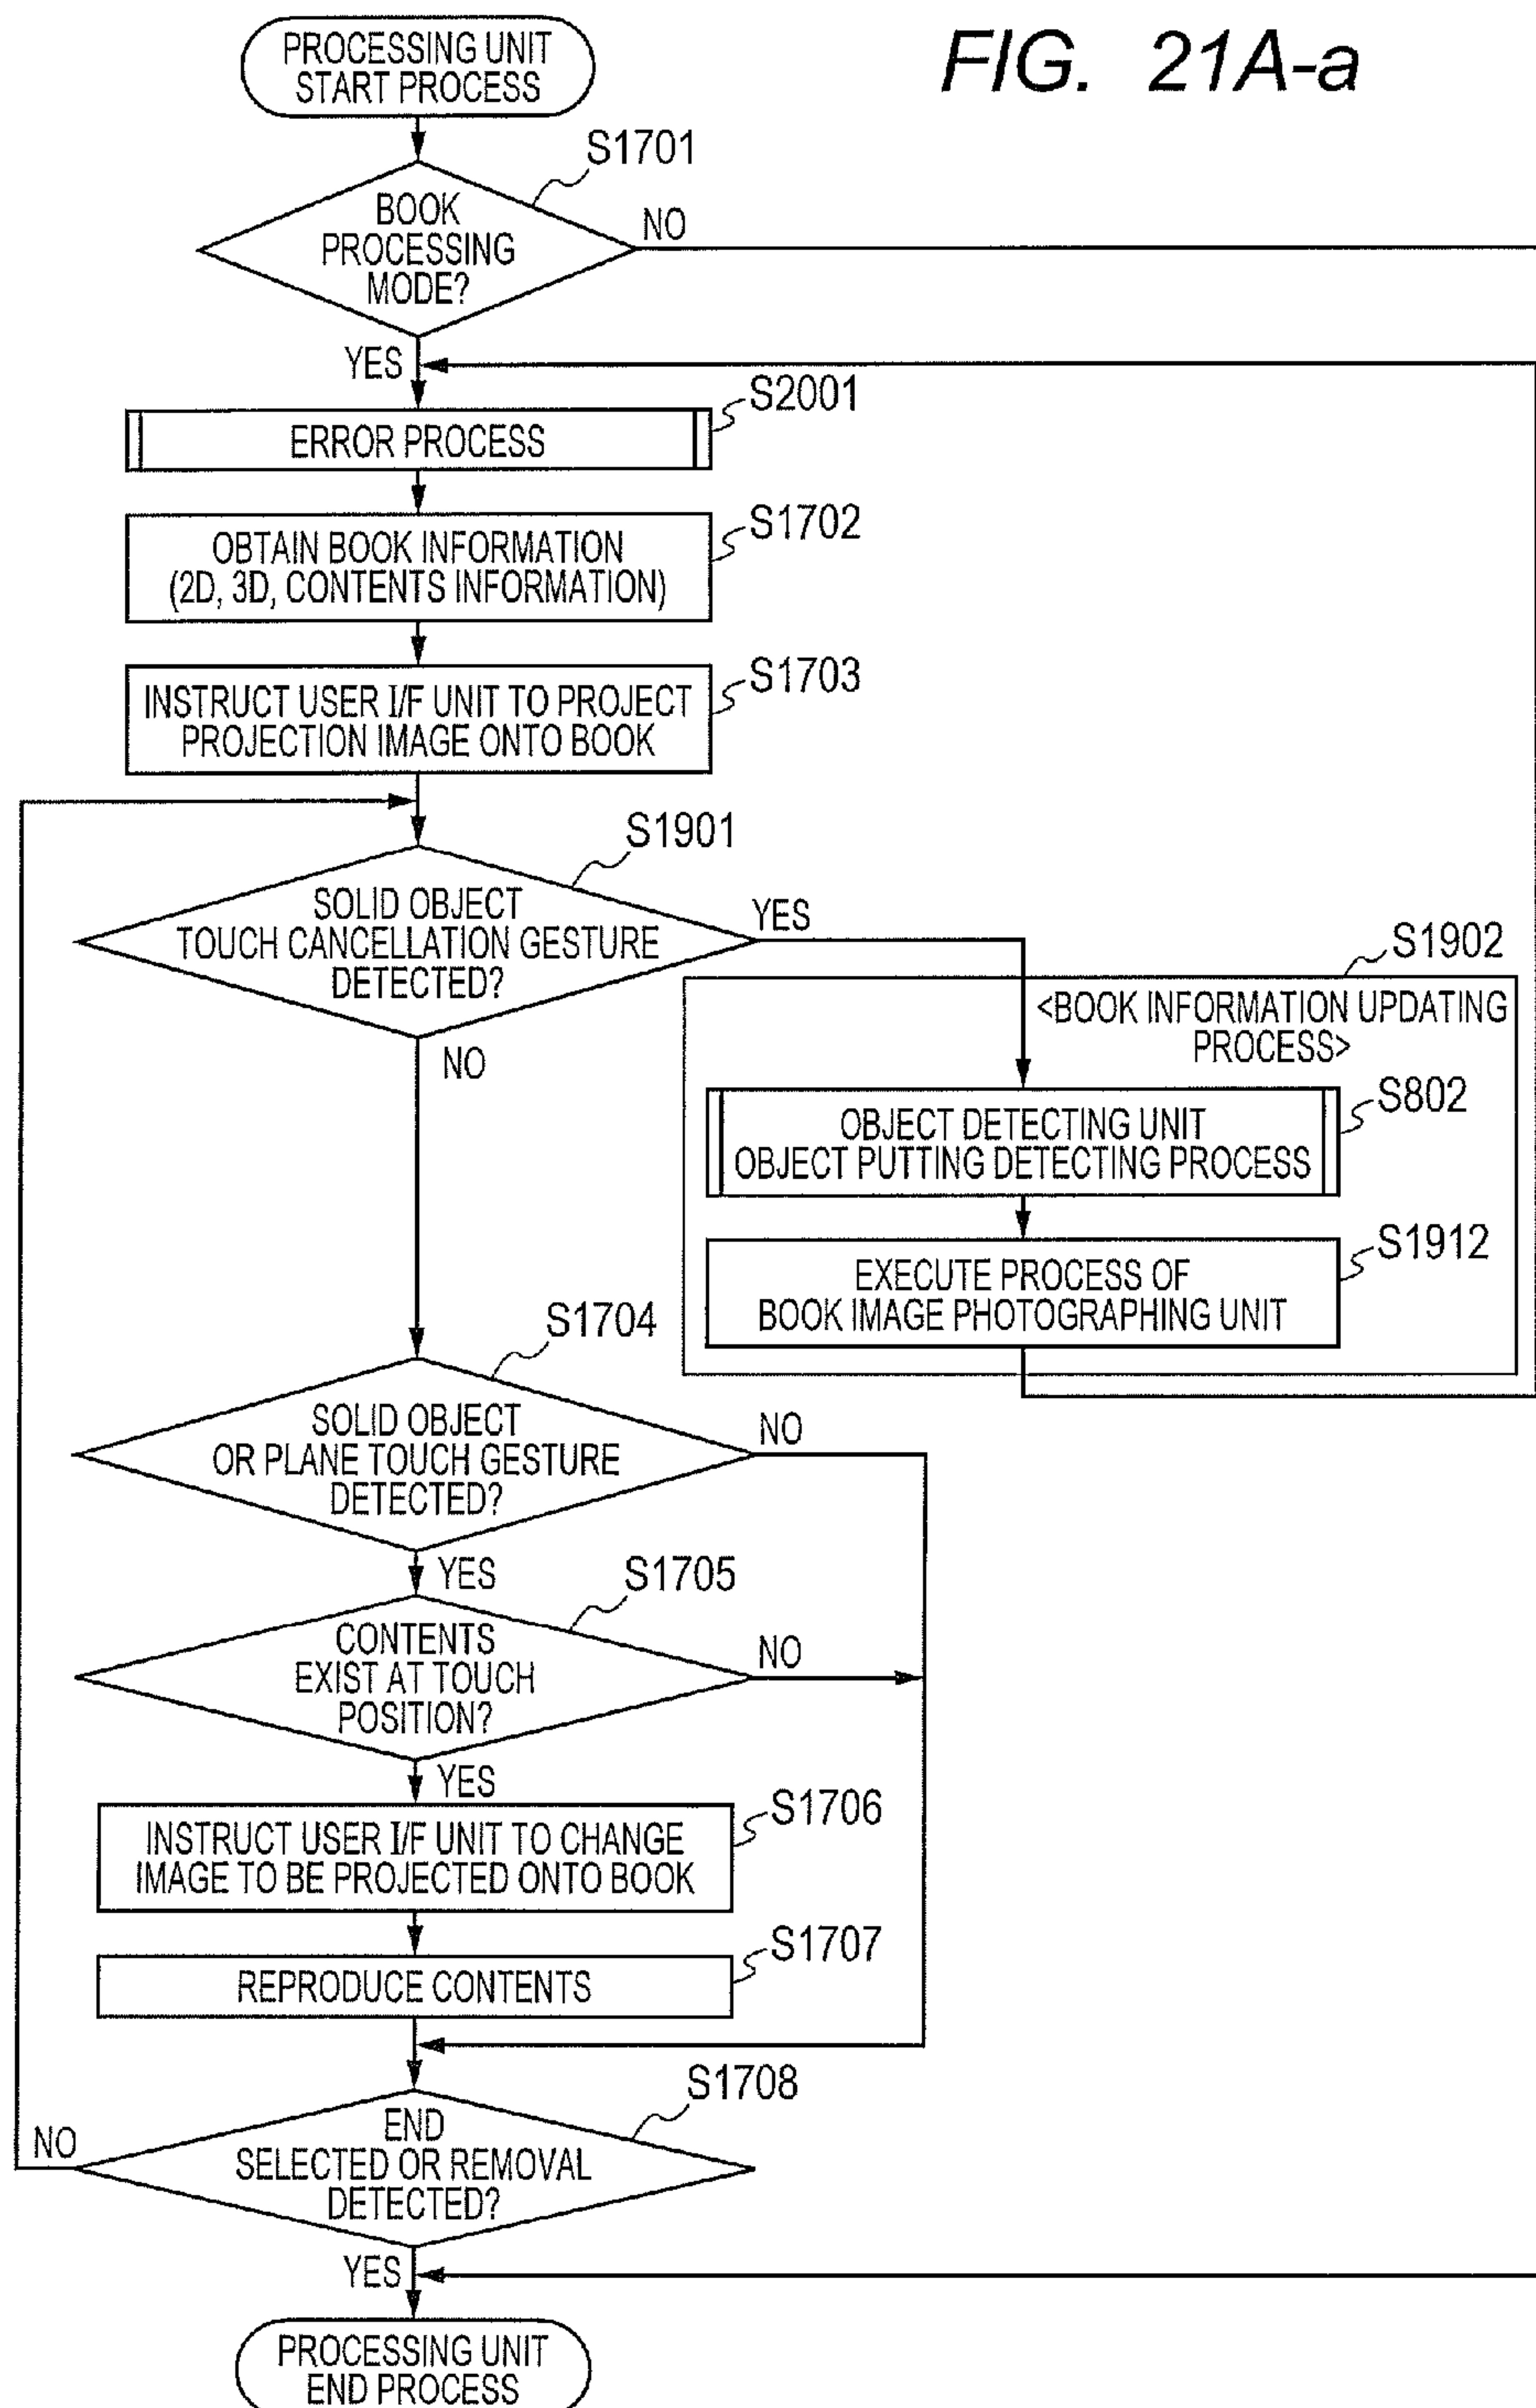 FIG. 21A-a
PROCESSING UNIT
START PROCESS
S1701
BOOK
PROCESSING
MODE?
NO
YES
S2001
ERROR PROCESS
S1702
OBTAIN BOOK INFORMATION
(2D, 3D, CONTENTS INFORMATION)
S1703
INSTRUCT USER I/F UNIT TO PROJECT
PROJECTION IMAGE ONTO BOOK
S1901
SOLID OBJECT
TOUCH CANCELLATION GESTURE
DETECTED?
YES
NO
S1902
<BOOK INFORMATION UPDATING
PROCESS>
S802
OBJECT DETECTING UNIT
OBJECT PUTTING DETECTING PROCESS
S1912
EXECUTE PROCESS OF
BOOK IMAGE PHOTOGRAPHING UNIT
S1704
SOLID OBJECT
OR PLANE TOUCH GESTURE
DETECTED?
NO
YES
S1705
CONTENTS
EXIST AT TOUCH
POSITION?
NO
YES
S1706
INSTRUCT USER I/F UNIT TO CHANGE
IMAGE TO BE PROJECTED ONTO BOOK
S1707
REPRODUCE CONTENTS
S1708
END
SELECTED OR REMOVAL
DETECTED?
NO
YES
PROCESSING UNIT
END PROCESS